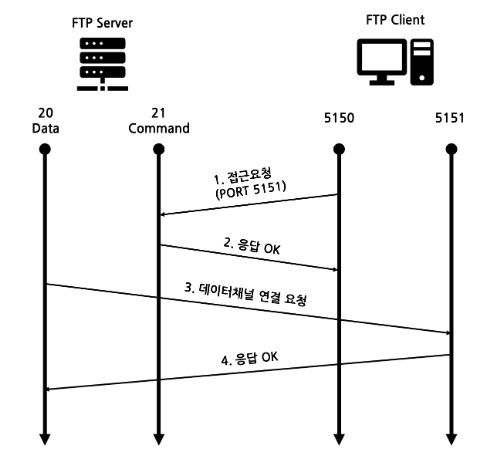 FTP Server
FTP Client
20
Data
21
Command
5150
5151
1. 접근요청
(PORT 5151)
2. 응답 OK
3. 데이터채널 연결 요청
4. 응답 OK